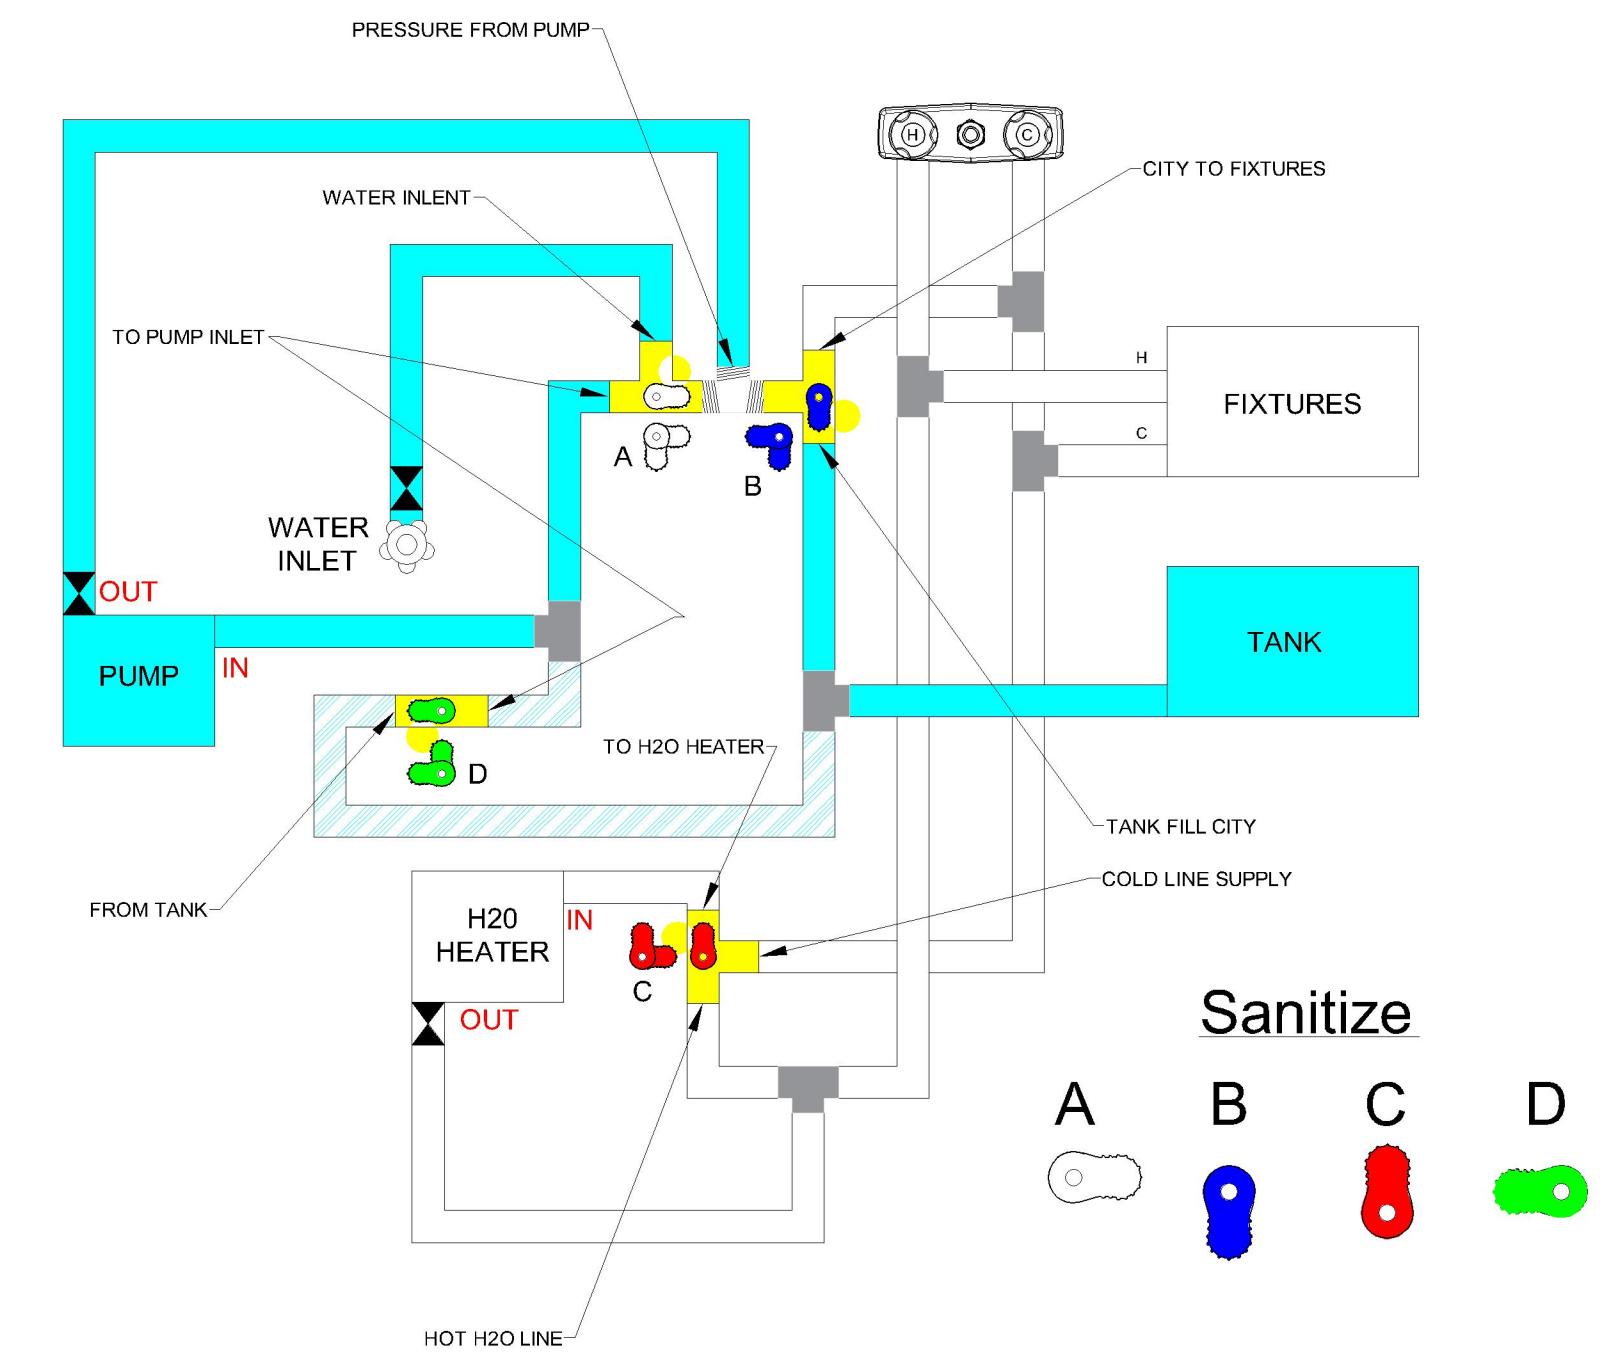 PRESSURE FROM PUMP
H
C
CITY TO FIXTURES
WATER INLENT
TO PUMP INLET
H
C
FIXTURES
A
B
WATER
INLET
OUT
PUMP
IN
TANK
TO H2O HEATER
D
TANK FILL CITY
COLD LINE SUPPLY
FROM TANK
H20
HEATER
IN
C
OUT
Sanitize
A
B
C
D
HOT H2O LINE